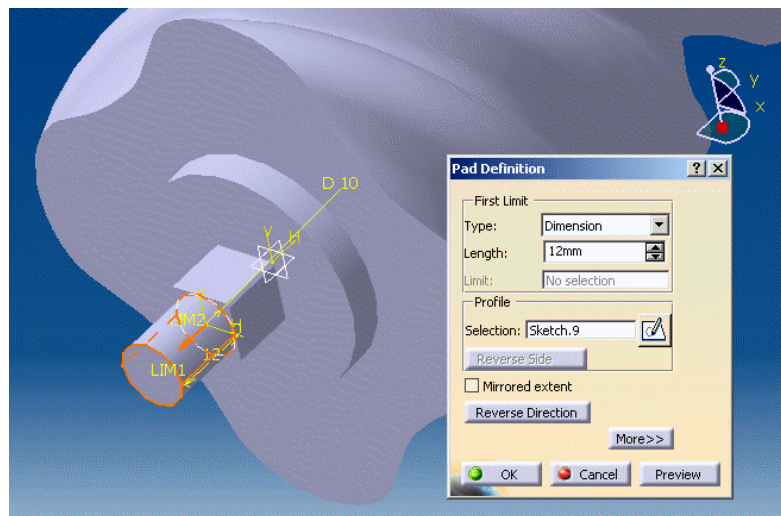 z
y
x
D 10
Y
H
LIM2
H
12
LIM1
Pad Definition
? X
First Limit
Type: Dimension
Length: 12mm
Limit: No selection
Profile
Selection: Sketch.9
Reverse Side
Mirrored extent
Reverse Direction
More>>
OK Cancel Preview